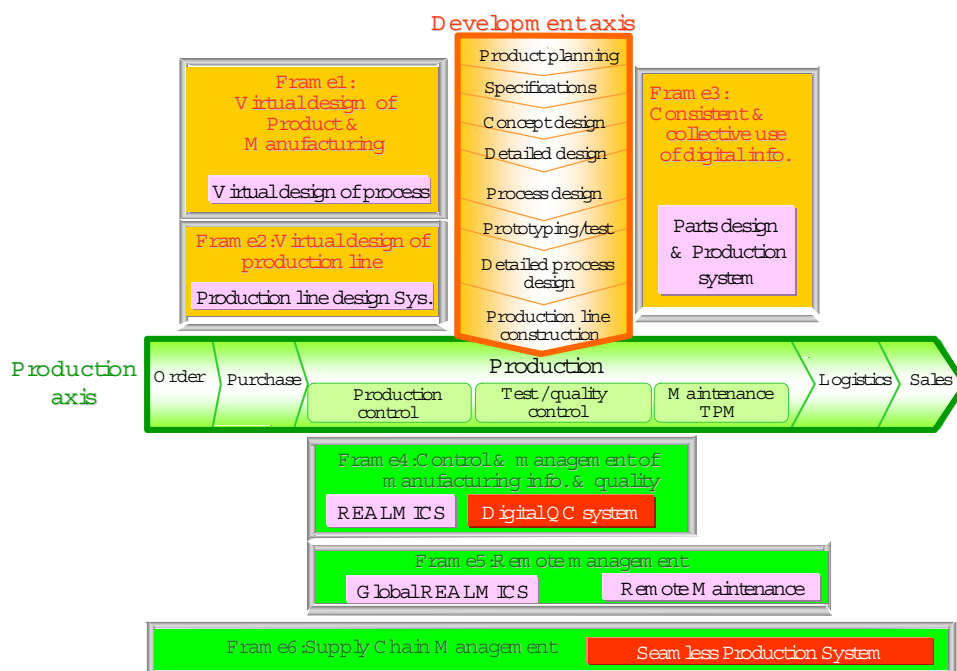 Development axis
Product planning
Specifications
Concept design
Detailed design
Process design
Prototyping/test
Detailed process
design
Production line
construction
Frame1:
Virtual design of
Product &
Manufacturing
Virtual design of process
Frame2:Virtual design of
production line
Production line design Sys.
Frame3:
Consistent &
collective use
of digital info.
Parts design
& Production
system
Production
axis
Order
Purchase
Production
Production
control
Test/quality
control
Maintenance
TPM
Logistics
Sales
Frame4:Control & management of
manufacturing info. & quality
REALMICS
Digital QC system
Frame5:Remote management
Global REALMICS
Remote Maintenance
Frame6:Supply Chain Management
Seamless Production System